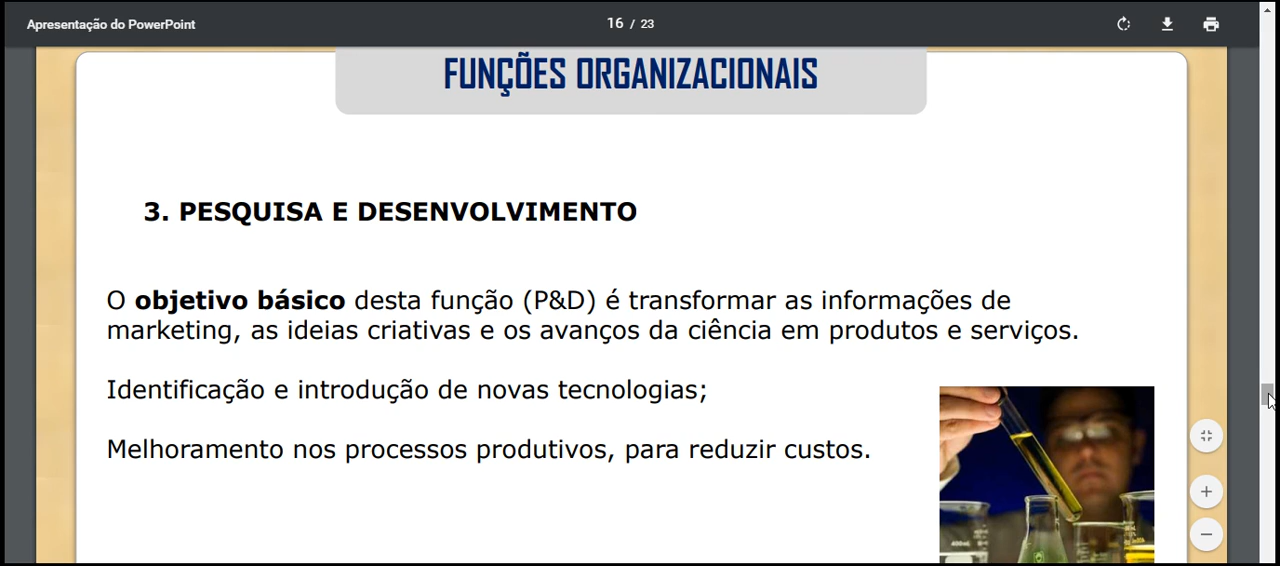 Apresentação do PowerPoint
16 / 23
FUNÇÕES ORGANIZACIONAIS
3. PESQUISA E DESENVOLVIMENTO
O objetivo básico desta função (P&D) é transformar as informações de
marketing, as ideias criativas e os avanços da ciência em produtos e serviços.
Identificação e introdução de novas tecnologias;
Melhoramento nos processos produtivos, para reduzir custos.